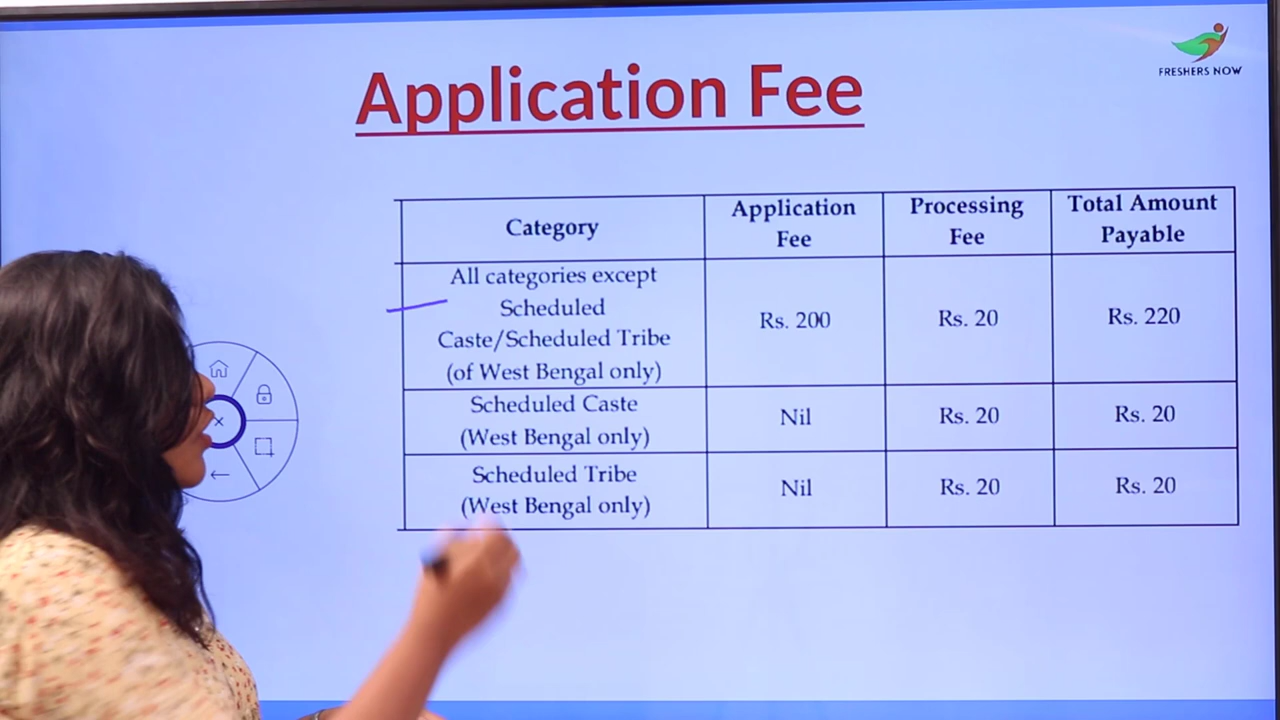 FRESHERS NOW
Application Fee
Category
Application
Fee
Processing
Fee
Total Amount
Payable
All categories except
Scheduled
Caste/Scheduled Tribe
(of West Bengal only)
Rs. 200
Rs. 20
Rs. 220
Scheduled Caste
(West Bengal only)
Nil
Rs. 20
Rs. 20
Scheduled Tribe
(West Bengal only)
Nil
Rs. 20
Rs. 20